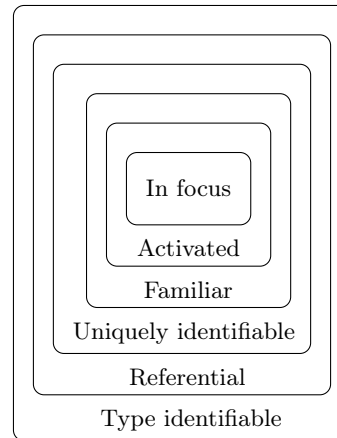 In focus
Activated
Familiar
Uniquely identifiable
Referential
Type identifiable